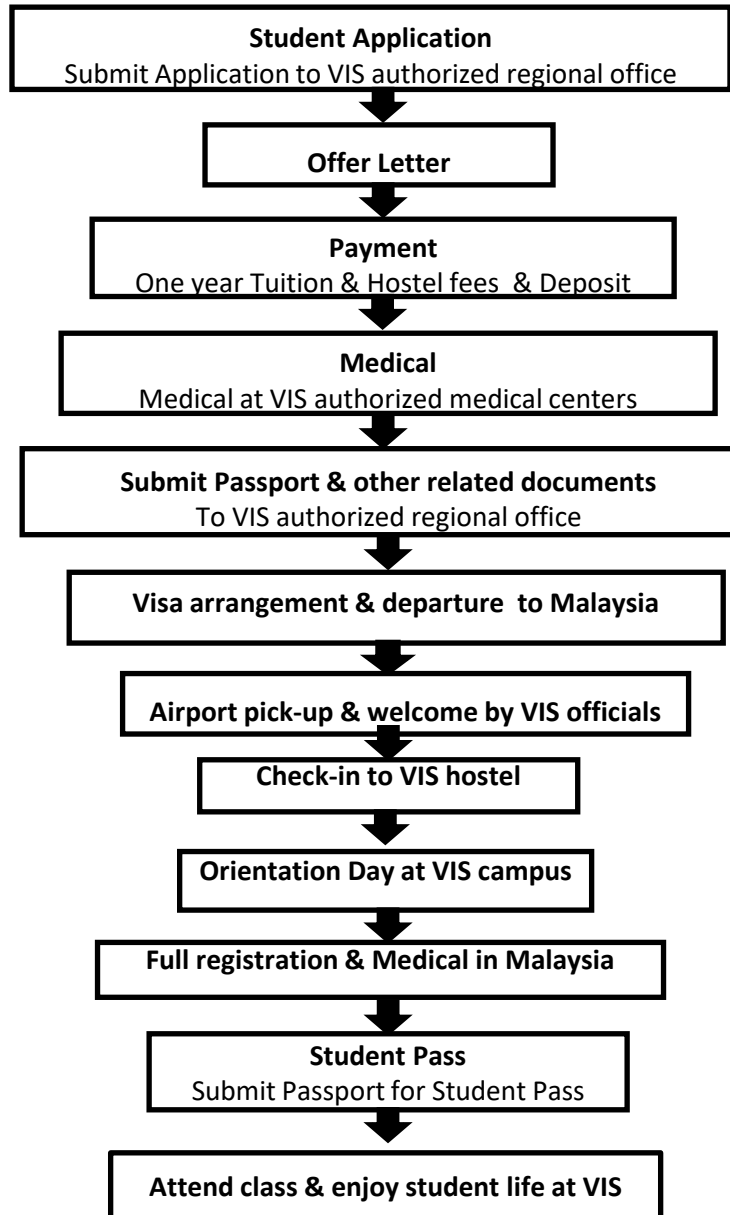 Student Application
Submit Application to VIS authorized regional office
Offer Letter
Payment
One year Tuition & Hostel fees & Deposit
Medical
Medical at VIS authorized medical centers
Submit Passport & other related documents
To VIS authorized regional office
Visa arrangement & departure to Malaysia
Airport pick-up & welcome by VIS officials
Check-in to VIS hostel
Orientation Day at VIS campus
Full registration & Medical in Malaysia
Student Pass
Submit Passport for Student Pass
Attend class & enjoy student life at VIS